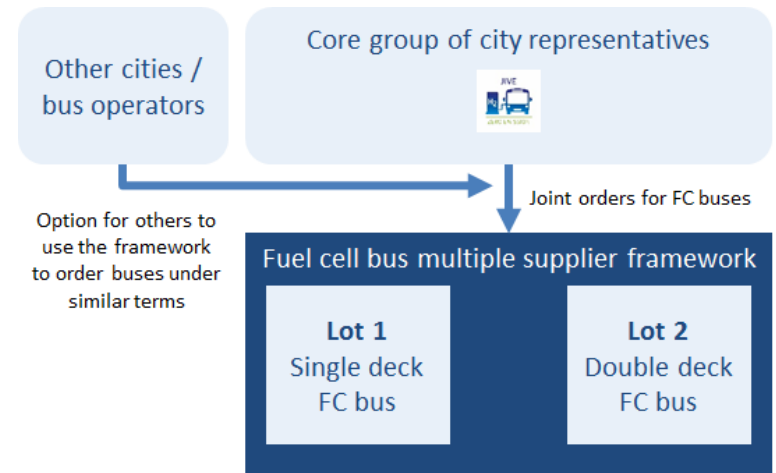 Other cities /
bus operators
Core group of city representatives
JIVE
H2
Option for others to
use the framework
to order buses under
similar terms
Joint orders for FC buses
Fuel cell bus multiple supplier framework
Lot 1
Single deck
FC bus
Lot 2
Double deck
FC bus